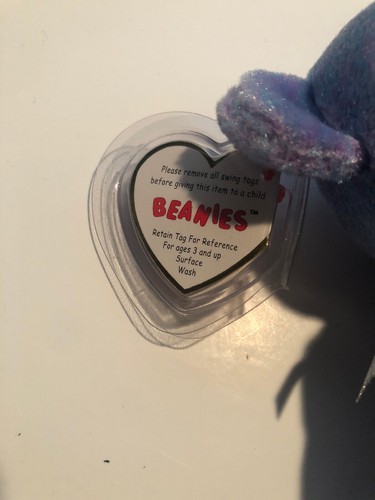 Please remove all swing tags
before giving this item to a child
BEANIES™
Retain Tag For Reference
For ages 3 and up
Surface
Wash